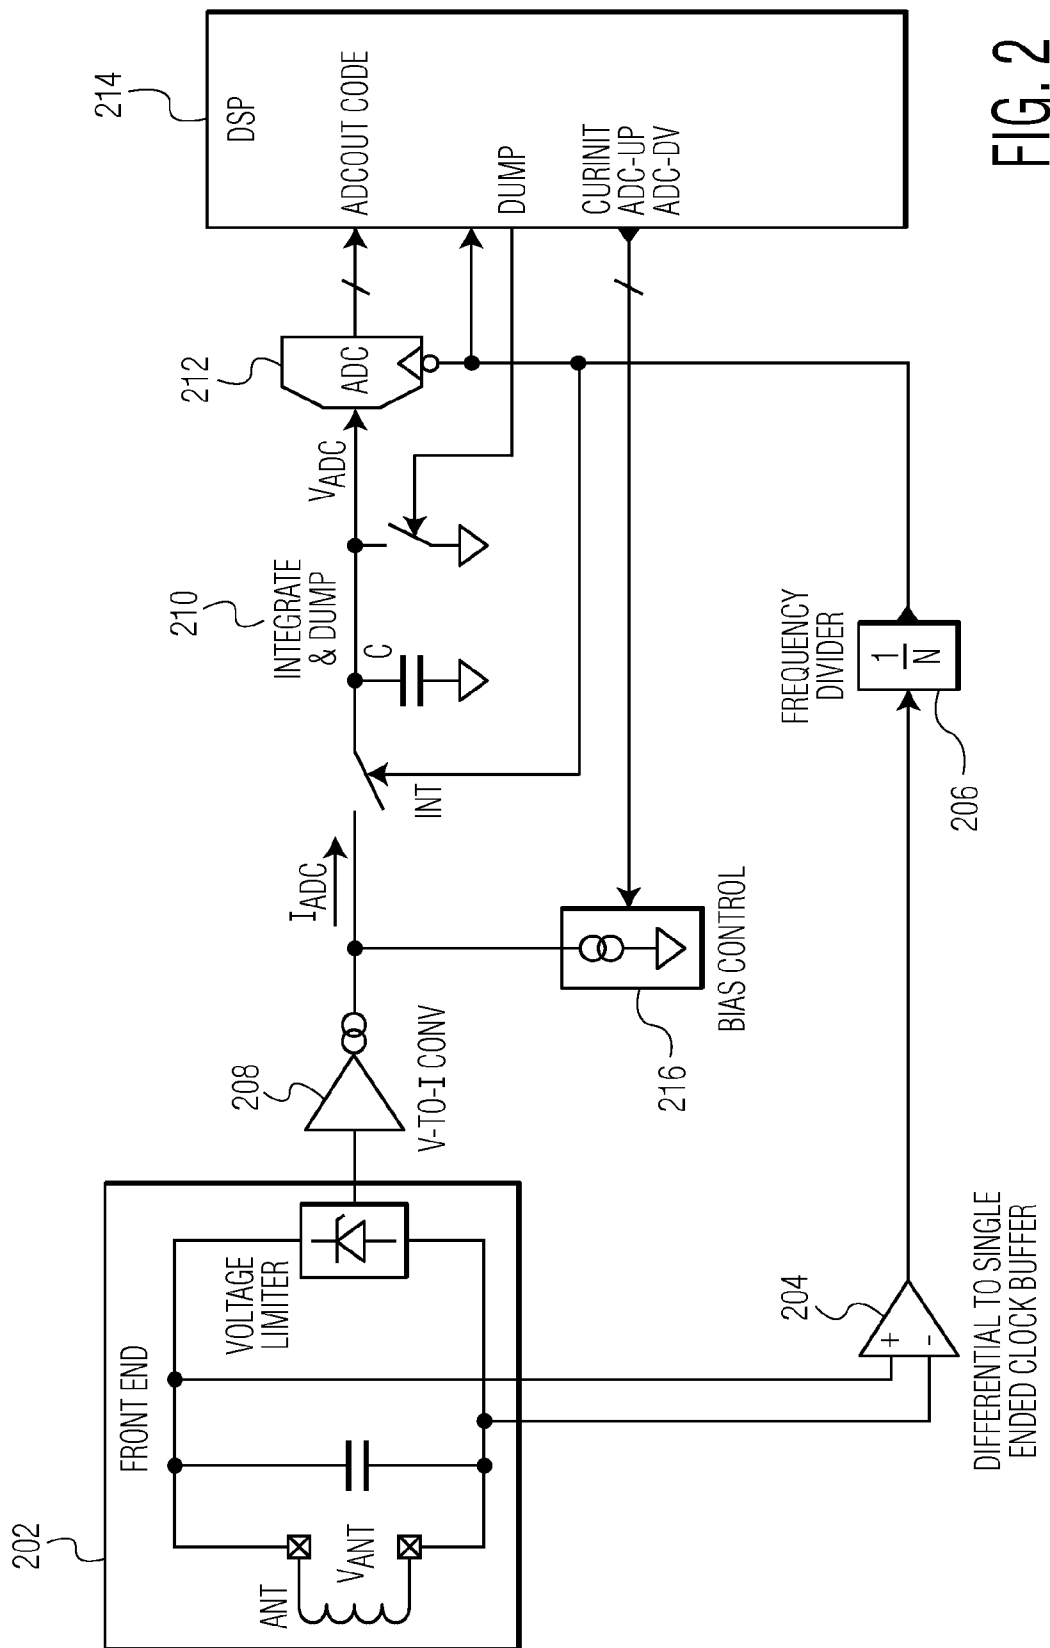 202
FRONT END
ANT
VANT
VOLTAGE
LIMITER
208
V-TO-I CONV
IADC
INT
210
INTEGRATE
& DUMP
C
VADC
212
ADC
214
DSP
ADCOUT CODE
DUMP
CURINIT
ADC-UP
ADC-DV
216
BIAS CONTROL
204
+
-
DIFFERENTIAL TO SINGLE
ENDED CLOCK BUFFER
FREQUENCY
DIVIDER
1
N
206
FIG. 2